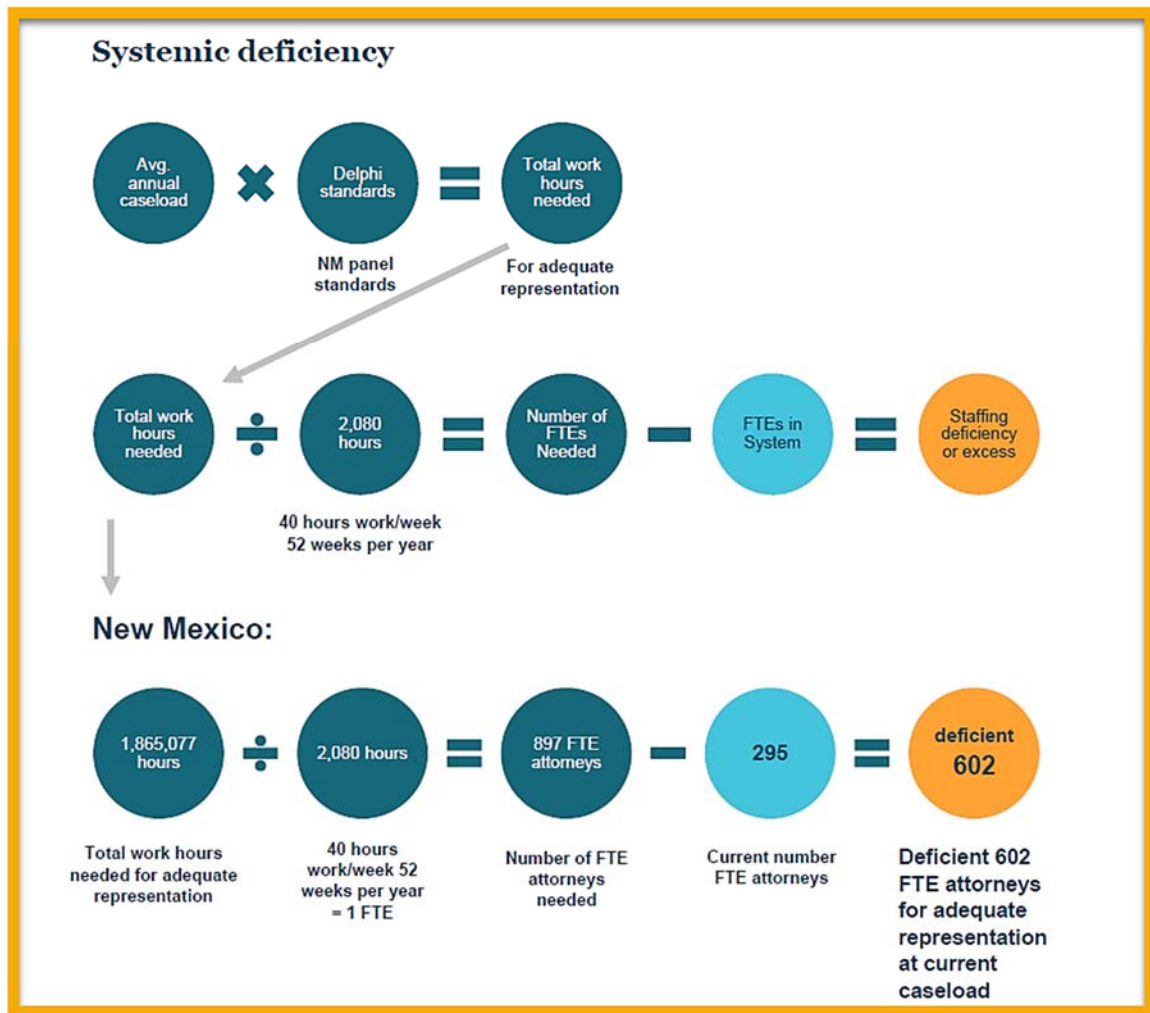 Systemic deficiency
Avg.
annual
caseload
Delphi
standards
Total work
hours
needed
NM panel
standards
For adequate
representation
Total work
hours
needed
2,080
hours
Number of
FTEs
Needed
FTEs in
System
Staffing
deficiency
or excess
40 hours work/week
52 weeks per year
New Mexico:
1,865,077
hours
2,080 hours
897 FTE
attorneys
295
deficient
602
Total work hours
needed for adequate
representation
40 hours
work/week 52
weeks per year
= 1 FTE
Number of FTE
attorneys
needed
Current number
FTE attorneys
Deficient 602
FTE attorneys
for adequate
representation
at current
caseload